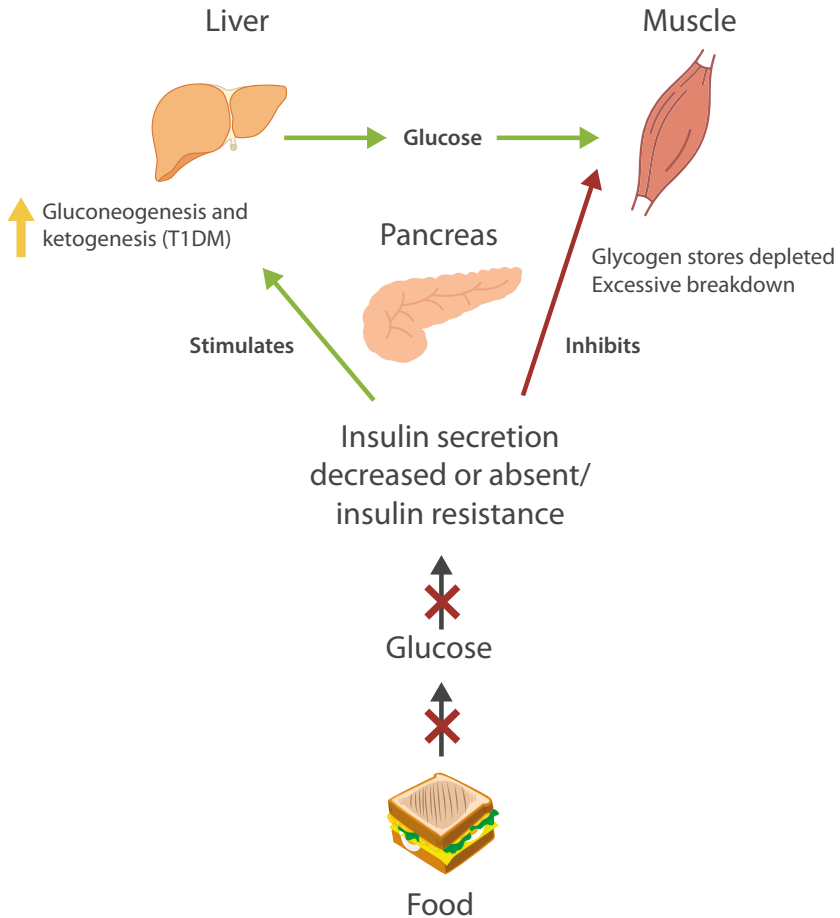 Liver
Muscle
Glucose
Gluconeogenesis and
ketogenesis (T1DM)
Pancreas
Glycogen stores depleted
Excessive breakdown
Stimulates
Inhibits
Insulin secretion
decreased or absent/
insulin resistance
Glucose
Food